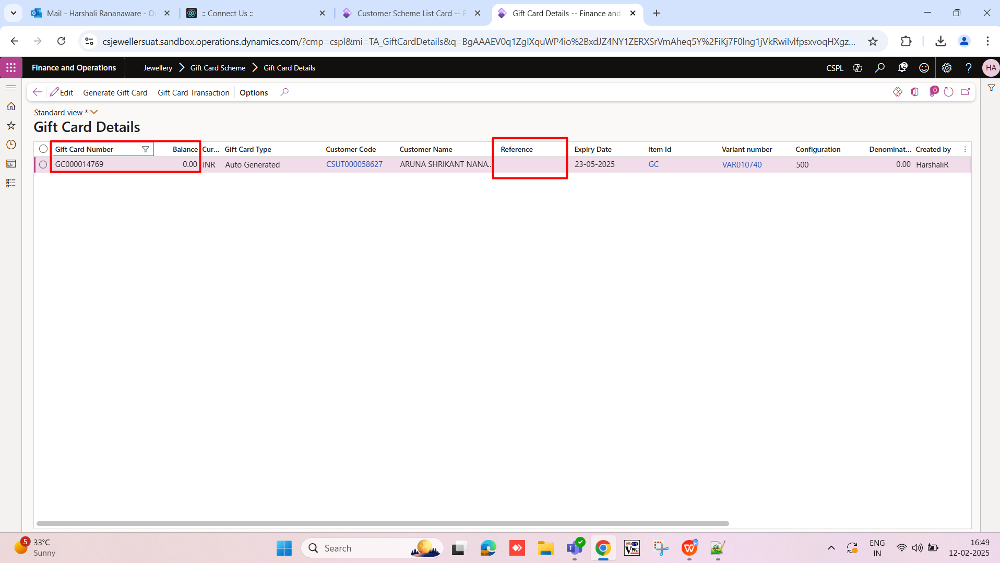 Mail - Harshali Rananaware - O
:: Connect Us ::
Customer Scheme List Card -- F
Gift Card Details -- Finance and
csjewellersuat.sandbox.operations.dynamics.com/?cmp=cspl&mi=TA_GiftCardDetails&q=BgAAAEV0q1ZgIXquWP4io%2BxdJZ4NY1ZERXSrVmAheq5Y%2FiKj7F0lng1jVkRwiIvlfpsxvoqHXgz...
Finance and Operations
Jewellery
Gift Card Scheme
Gift Card Details
CSPL
2
?
HA
Edit
Generate Gift Card
Gift Card Transaction
Options
0
Standard view *
Gift Card Details
Gift Card Number Balance Cur... Gift Card Type Customer Code Customer Name Reference Expiry Date Item Id Variant number Configuration Denominat... Created by
GC000014769 0.00 INR Auto Generated CSUT000058627 ARUNA SHRIKANT NANA... 23-05-2025 GC VAR010740 500 0.00 HarshaliR
5
33°C
Sunny
Search
VNC
W
ENG
IN
16:49
12-02-2025